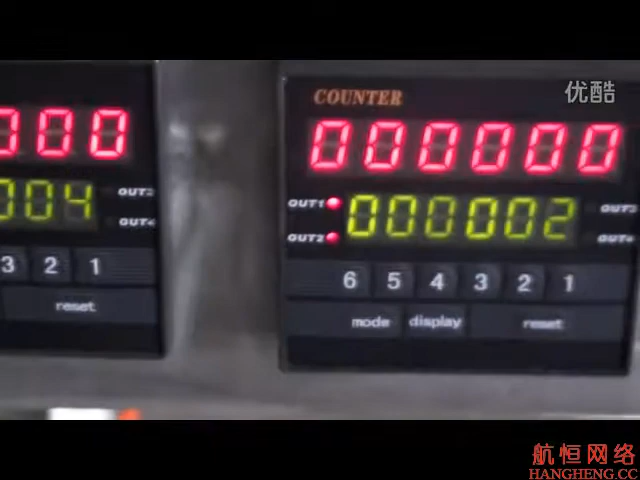 优酷
COUNTER
000
000000
004
OUT3
OUT4
OUT1
000002
OUT3
OUT2
OUT4
3 2 1
6 5 4 3 2 1
reset
mode display reset
航恒网络
HANGHENG.CC